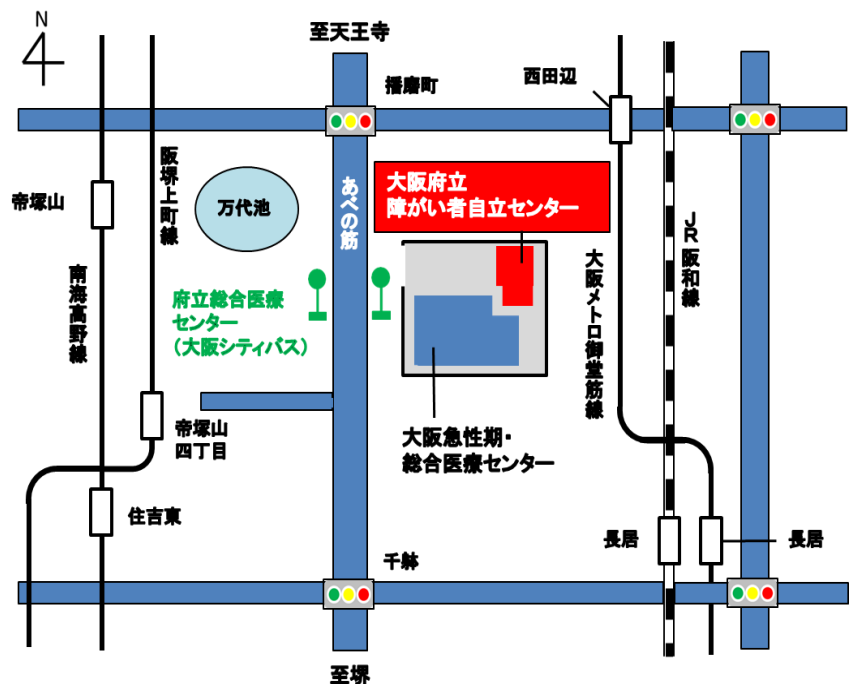 N
至天王寺
播磨町
西田辺
阪堺上町線
帝塚山
万代池
あべの筋
大阪府立
障がい者自立センター
JR阪和線
南海高野線
府立総合医療
センター
(大阪シティバス)
大阪メトロ御堂筋線
帝塚山
四丁目
大阪急性期・
総合医療センター
住吉東
長居
長居
千躰
至堺